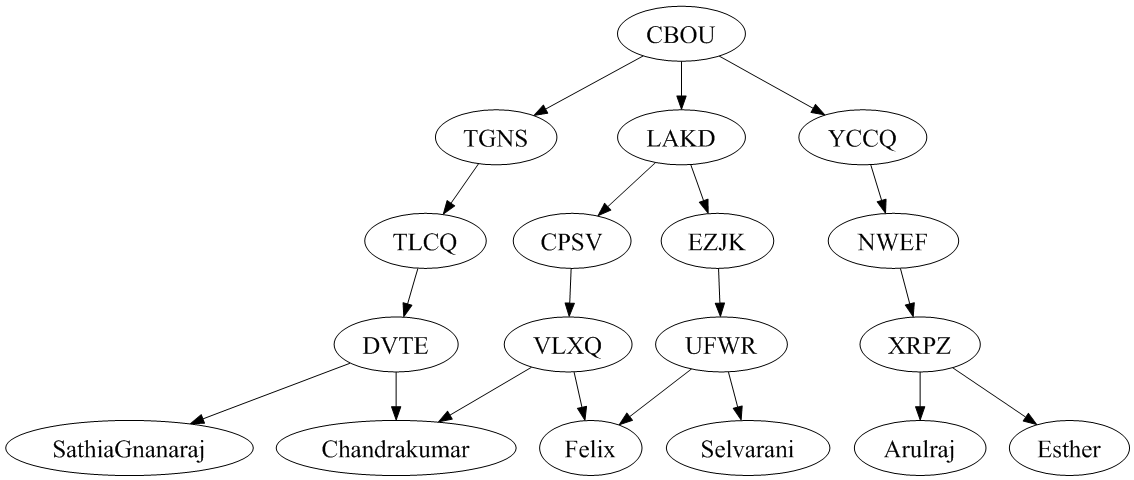 CBOU
TGNS LAKD YCCQ
TLCQ CPSV EZJK NWEF
DVTE VLXQ UFWR XRPZ
SathiaGnanaraj Chandrakumar Felix Selvarani Arulraj Esther